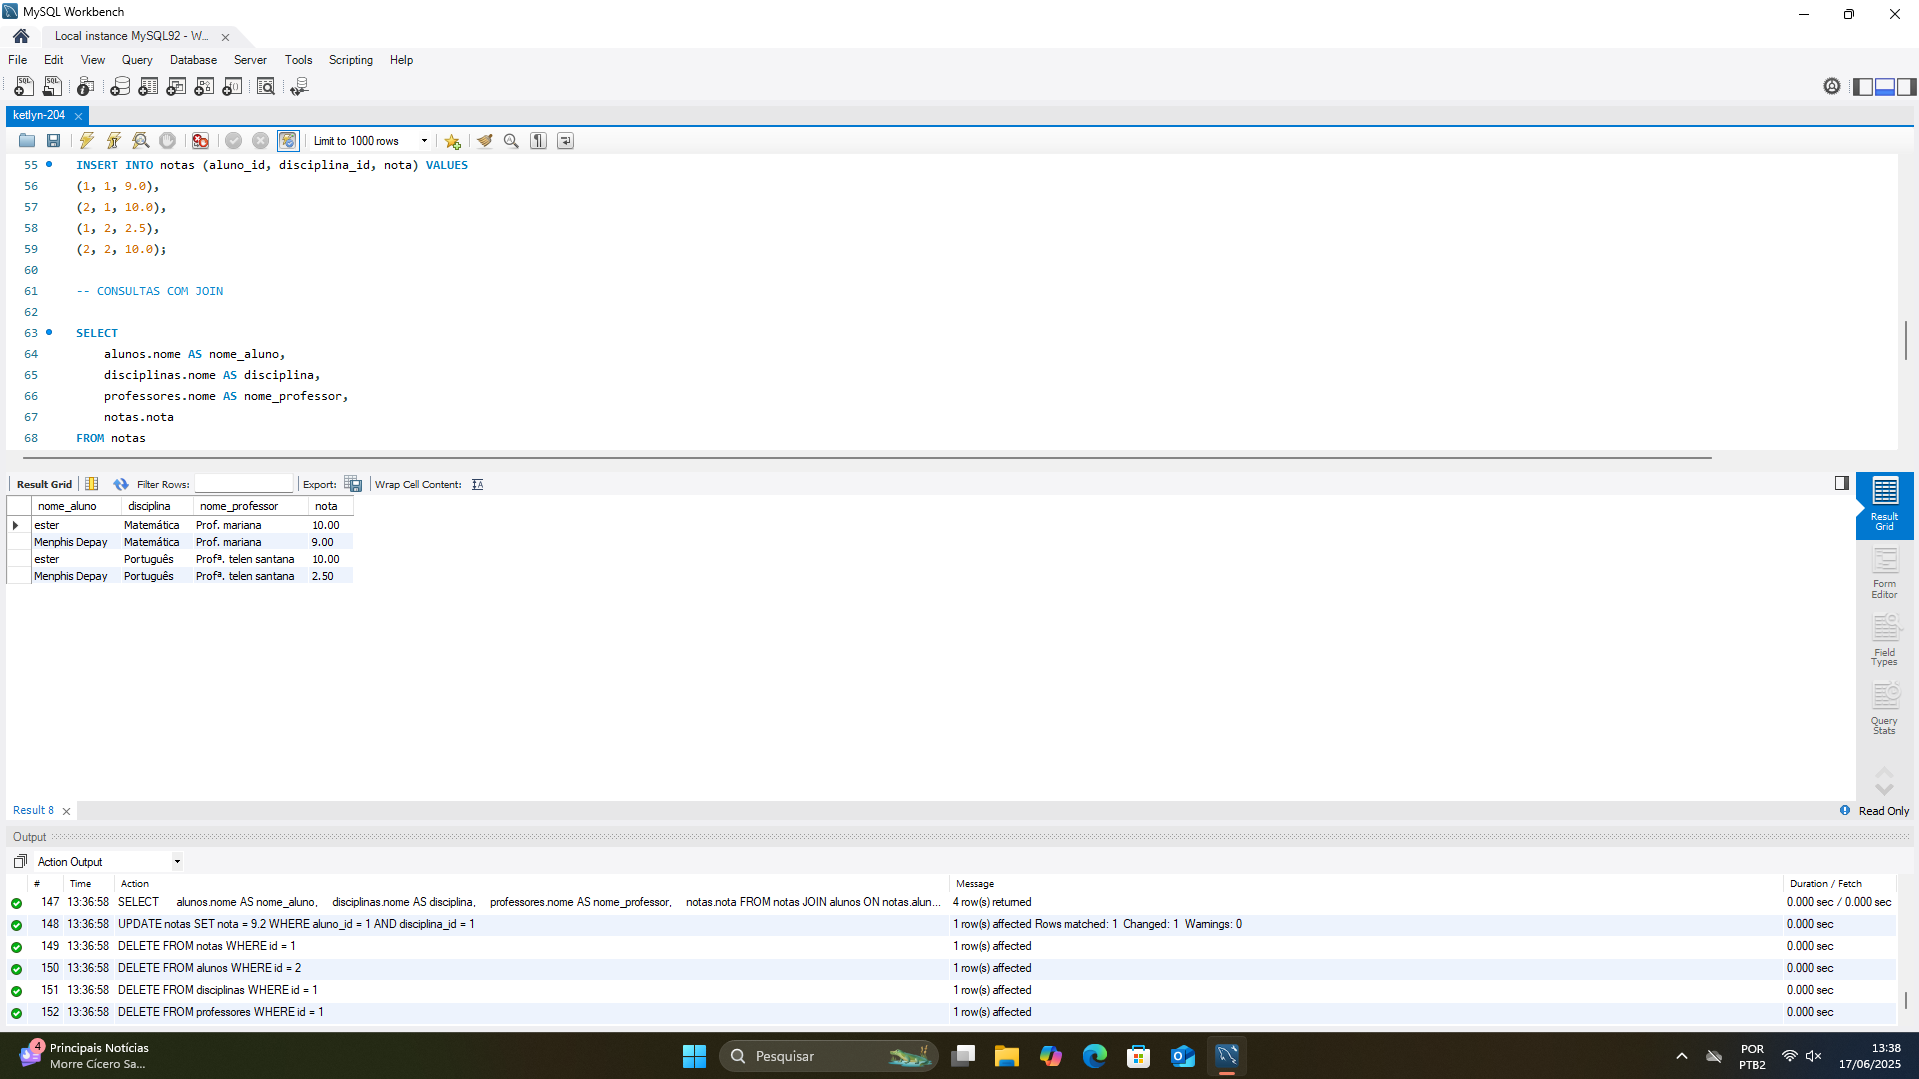 MySQL Workbench
Local instance MySQL92 - W...
File Edit View Query Database Server Tools Scripting Help
ketlyn-204
Limit to 1000 rows
55 INSERT INTO notas (aluno_id, disciplina_id, nota) VALUES
56 (1, 1, 9.0),
57 (2, 1, 10.0),
58 (1, 2, 2.5),
59 (2, 2, 10.0);
60
61 -- CONSULTAS COM JOIN
62
63 SELECT
64 alunos.nome AS nome_aluno,
65 disciplinas.nome AS disciplina,
66 professores.nome AS nome_professor,
67 notas.nota
68 FROM notas
Result Grid Filter Rows: Export: Wrap Cell Content:
nome_aluno disciplina nome_professor nota
ester Matemática Prof. mariana 10.00
Menphis Depay Matemática Prof. mariana 9.00
ester Português Profª. telen santana 10.00
Menphis Depay Português Profª. telen santana 2.50
Result Grid
Form Editor
Field Types
Query Stats
Result 8
Read Only
Output
Action Output
# Time Action Message Duration / Fetch
147 13:36:58 SELECT alunos.nome AS nome_aluno, disciplinas.nome AS disciplina, professores.nome AS nome_professor, notas.nota FROM notas JOIN alunos ON notas.alun... 4 row(s) returned 0.000 sec / 0.000 sec
148 13:36:58 UPDATE notas SET nota = 9.2 WHERE aluno_id = 1 AND disciplina_id = 1 1 row(s) affected Rows matched: 1 Changed: 1 Warnings: 0 0.000 sec
149 13:36:58 DELETE FROM notas WHERE id = 1 1 row(s) affected 0.000 sec
150 13:36:58 DELETE FROM alunos WHERE id = 2 1 row(s) affected 0.000 sec
151 13:36:58 DELETE FROM disciplinas WHERE id = 1 1 row(s) affected 0.000 sec
152 13:36:58 DELETE FROM professores WHERE id = 1 1 row(s) affected 0.000 sec
4
Principais Notícias
Morre Cícero Sa...
Pesquisar
POR
PTB2
13:38
17/06/2025